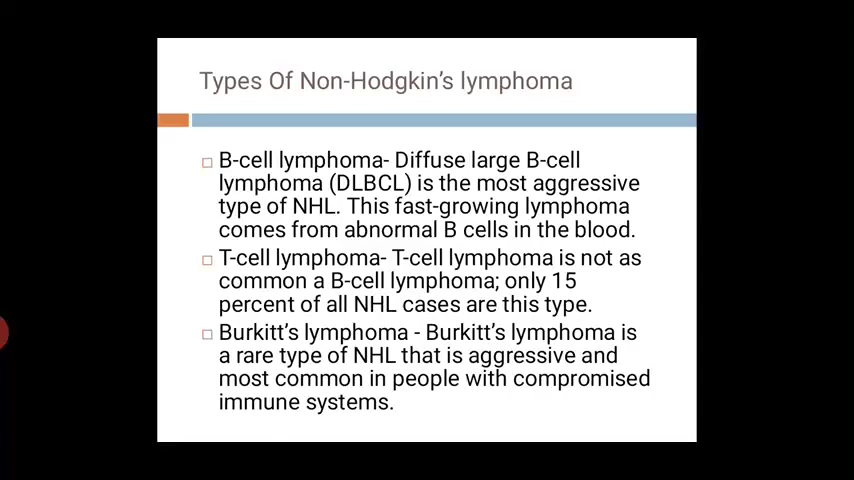 Types Of Non-Hodgkin's lymphoma
B-cell lymphoma- Diffuse large B-cell
lymphoma (DLBCL) is the most aggressive
type of NHL. This fast-growing lymphoma
comes from abnormal B cells in the blood.
T-cell lymphoma- T-cell lymphoma is not as
common a B-cell lymphoma; only 15
percent of all NHL cases are this type.
Burkitt's lymphoma - Burkitt's lymphoma is
a rare type of NHL that is aggressive and
most common in people with compromised
immune systems.